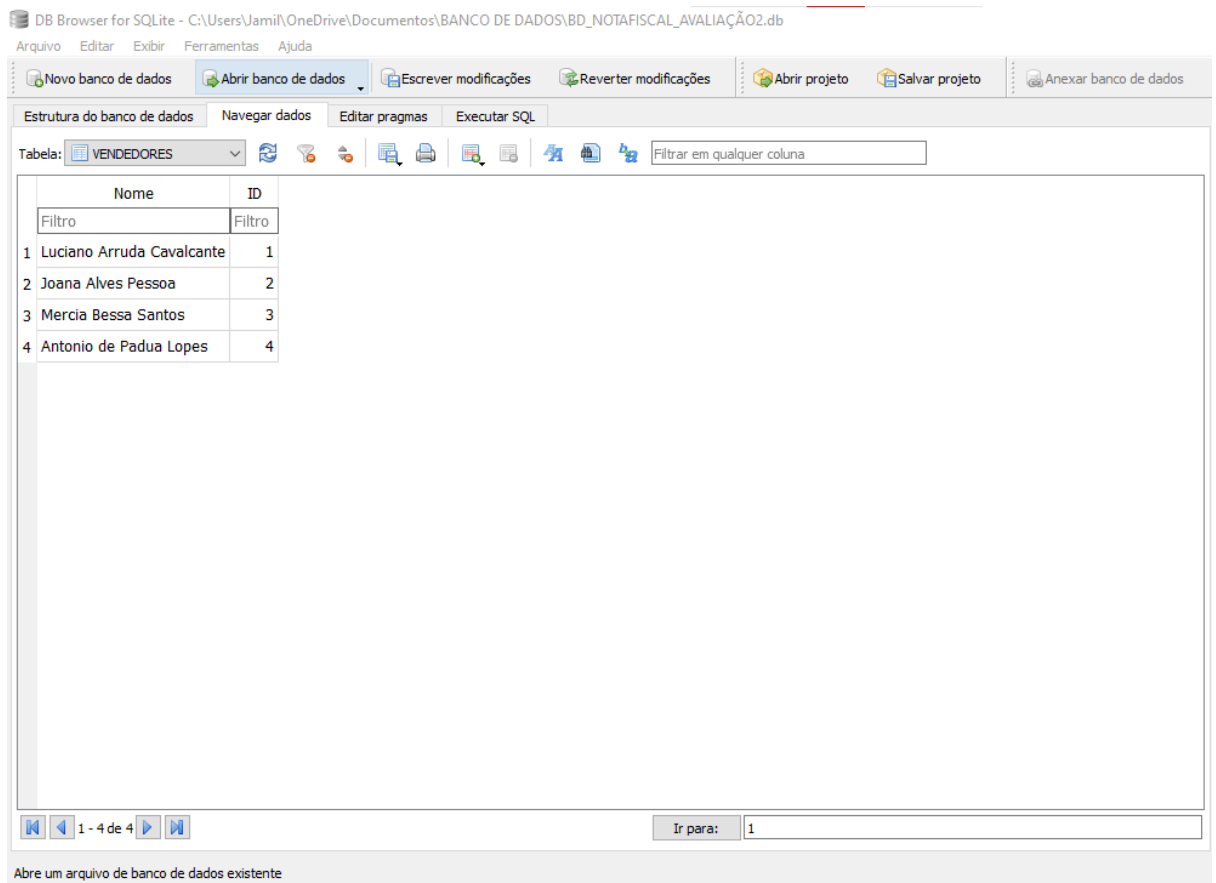 DB Browser for SQLite - C:\Users\Jamil\OneDrive\Documentos\BANCO DE DADOS\BD_NOTAFISCAL_AVALIAÇÃO2.db
Arquivo Editar Exibir Ferramentas Ajuda
Novo banco de dados Abrir banco de dados Escrever modificações Reverter modificações Abrir projeto Salvar projeto Anexar banco de dados
Estrutura do banco de dados Navegar dados Editar pragmas Executar SQL
Tabela: VENDEDORES Filtrar em qualquer coluna
Nome ID
Filtro Filtro
1 Luciano Arruda Cavalcante 1
2 Joana Alves Pessoa 2
3 Mercia Bessa Santos 3
4 Antonio de Padua Lopes 4
1 - 4 de 4 Ir para: 1
Abre um arquivo de banco de dados existente